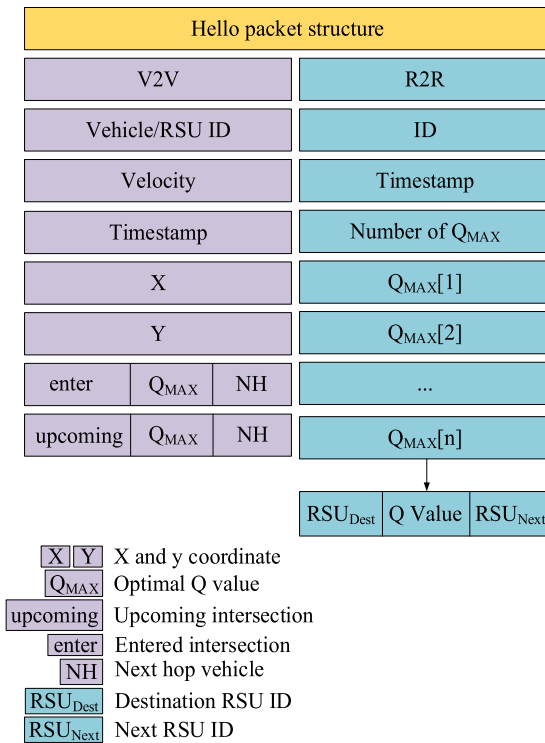 Hello packet structure
V2V R2R
Vehicle/RSU ID ID
Velocity Timestamp
Timestamp Number of QMAX
X QMAX[1]
Y QMAX[2]
enter QMAX NH ...
upcoming QMAX NH QMAX[n]
RSUDest Q Value RSUNext
X Y X and y coordinate
QMAX Optimal Q value
upcoming Upcoming intersection
enter Entered intersection
NH Next hop vehicle
RSUDest Destination RSU ID
RSUNext Next RSU ID